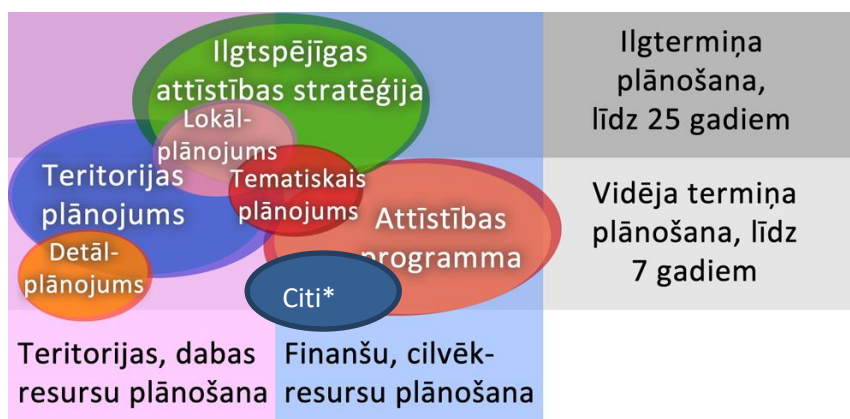 Ilgtspējīgas
attīstības stratēģija
Lokāl-
plānojums
Teritorijas
plānojums
Tematiskais
plānojums
Attīstības
programma
Detāl-
plānojums
Citi*
Ilgtermiņa
plānošana,
līdz 25 gadiem
Vidēja termiņa
plānošana, līdz
7 gadiem
Teritorijas, dabas
resursu plānošana
Finanšu, cilvēk-
resursu plānošana